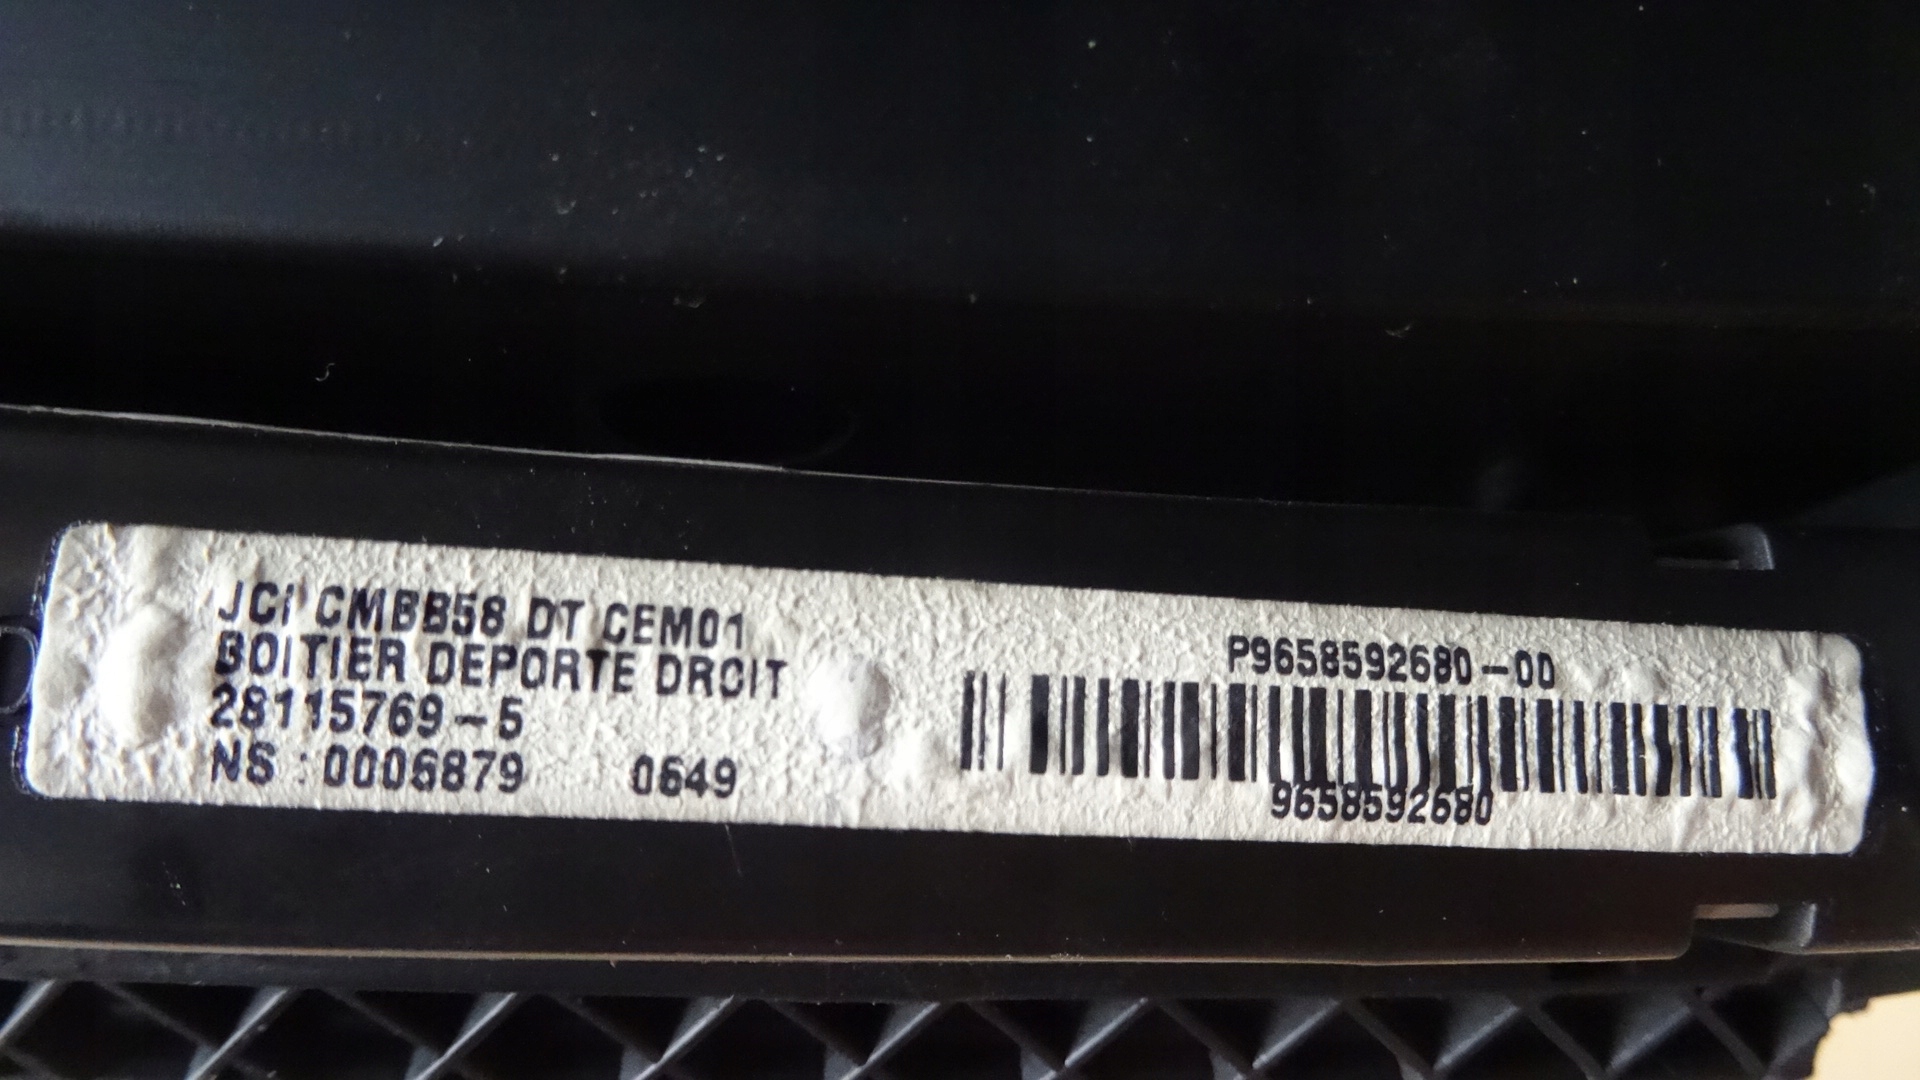 JCI CMBB58 DT CEM01
BOITIER DEPORTE DROIT
28115769-5
NS : 0006879 0649
P9658592680-00
9658592680